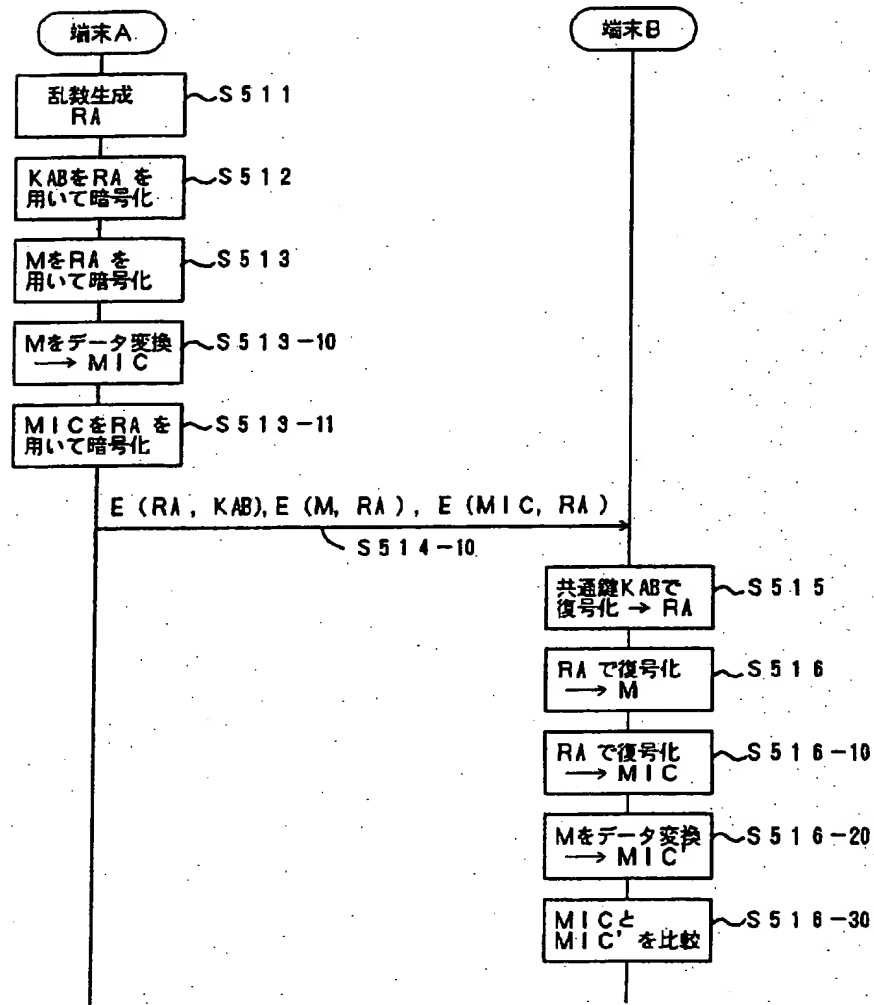 端末A
端末B
乱数生成
RA
S511
KABをRA を
用いて暗号化
S512
MをRA を
用いて暗号化
S513
Mをデータ変換
→ MIC
S513-10
MICをRA を
用いて暗号化
S513-11
E (RA, KAB), E (M, RA), E (MIC, RA)
S514-10
共通鍵KABで
復号化 → RA
S515
RA で復号化
→ M
S516
RA で復号化
→ MIC
S516-10
Mをデータ変換
→ MIC'
S516-20
MICと
MIC' を比較
S516-30